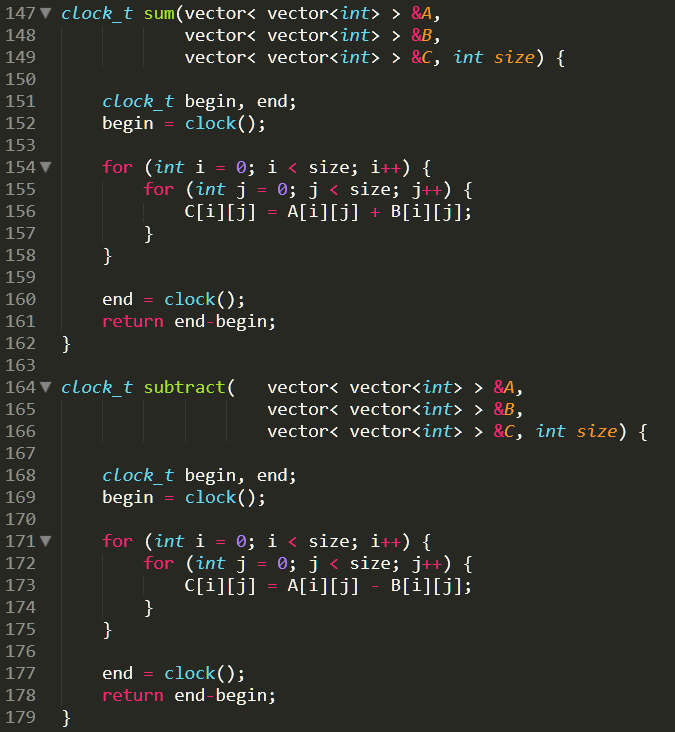 147 clock_t sum(vector< vector<int> > &A,
148             vector< vector<int> > &B,
149             vector< vector<int> > &C, int size) {
150
151     clock_t begin, end;
152     begin = clock();
153
154     for (int i = 0; i < size; i++) {
155         for (int j = 0; j < size; j++) {
156             C[i][j] = A[i][j] + B[i][j];
157         }
158     }
159
160     end = clock();
161     return end-begin;
162 }
163
164 clock_t subtract(   vector< vector<int> > &A,
165                     vector< vector<int> > &B,
166                     vector< vector<int> > &C, int size) {
167
168     clock_t begin, end;
169     begin = clock();
170
171     for (int i = 0; i < size; i++) {
172         for (int j = 0; j < size; j++) {
173             C[i][j] = A[i][j] - B[i][j];
174         }
175     }
176
177     end = clock();
178     return end-begin;
179 }